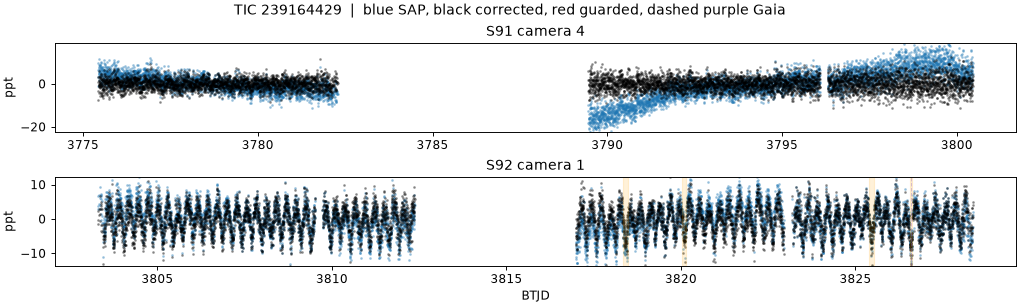 TIC 239164429 | blue SAP, black corrected, red guarded, dashed purple Gaia
S91 camera 4
ppt
0
−20
3775 3780 3785 3790 3795 3800
S92 camera 1
ppt
10
0
−10
3805 3810 3815 3820 3825
BTJD